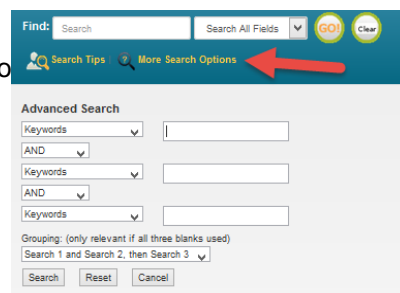 Find: Search Search All Fields GO! Clear
o Search Tips ? More Search Options
Advanced Search
Keywords
AND
Keywords
AND
Keywords
Grouping: (only relevant if all three blanks used)
Search 1 and Search 2, then Search 3
Search Reset Cancel